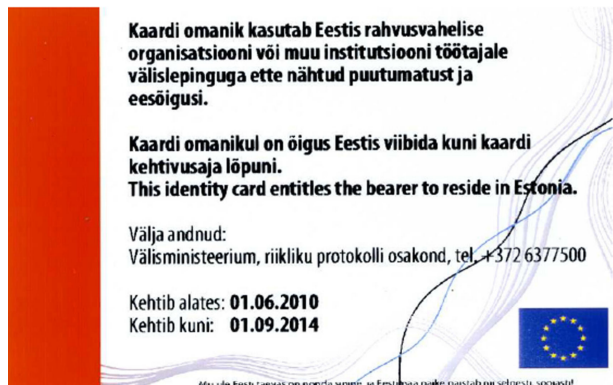 Kaardi omanik kasutab Eestis rahvusvahelise
organisatsiooni või muu institutsiooni töötajale
välislepinguga ette nähtud puutumatust ja
eesõigusi.
Kaardi omanikul on õigus Eestis viibida kuni kaardi
kehtivusaja lõpuni.
This identity card entitles the bearer to reside in Estonia.
Välja andnud:
Välisministeerium, riikliku protokolli osakond, tel. +372 6377500
Kehtib alates: 01.06.2010
Kehtib kuni: 01.09.2014